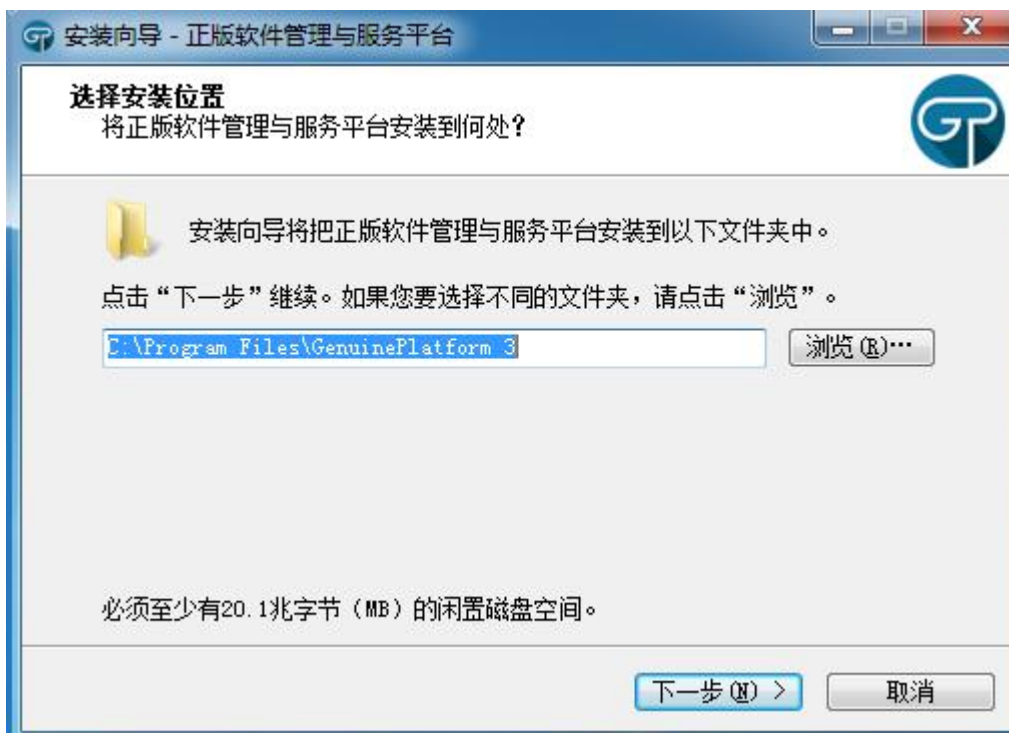 安装向导 - 正版软件管理与服务平台
选择安装位置
将正版软件管理与服务平台安装到何处?
GP
安装向导将把正版软件管理与服务平台安装到以下文件夹中。
点击“下一步”继续。如果您要选择不同的文件夹,请点击“浏览”。
C:\Program Files\GenuinePlatform 3
浏览(R)…
必须至少有20.1兆字节(MB)的闲置磁盘空间。
下一步(N) >
取消